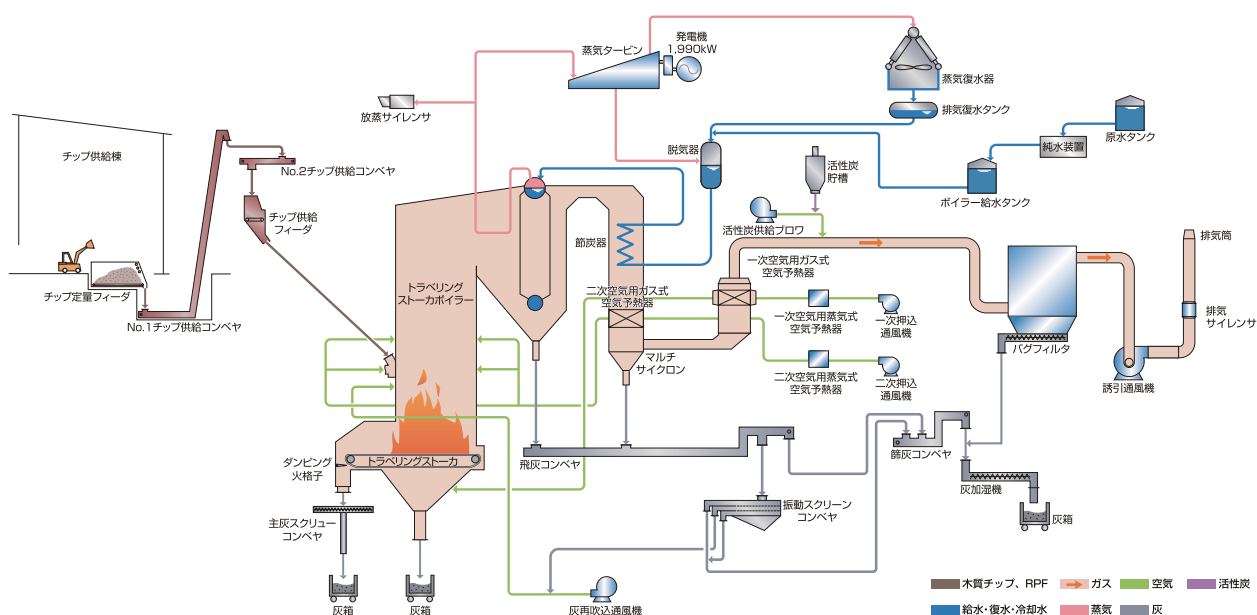 発電機
1,990kW
蒸気タービン
蒸気復水器
放蒸サイレンサ
排気復水タンク
原水タンク
チップ供給棟
脱気器
純水装置
No.2チップ供給コンベヤ
活性炭
貯槽
ボイラー給水タンク
チップ供給
フィーダ
活性炭供給ブロワ
排気筒
節炭器
一次空気用ガス式
空気予熱器
チップ定量フィーダ
トラベリング
ストーカボイラー
二次空気用ガス式
空気予熱器
No.1チップ供給コンベヤ
一次空気用蒸気式
空気予熱器
一次押込
通風機
排気
サイレンサ
バグフィルタ
マルチ
サイクロン
二次空気用蒸気式
空気予熱器
二次押込
通風機
誘引通風機
ダンピング
火格子
トラベリングストーカ
飛灰コンベヤ
篩灰コンベヤ
灰加湿機
主灰スクリュー
コンベヤ
振動スクリーン
コンベヤ
灰箱
灰箱
灰箱
灰再吹込通風機
木質チップ、RPF
ガス
空気
活性炭
給水・復水・冷却水
蒸気
灰